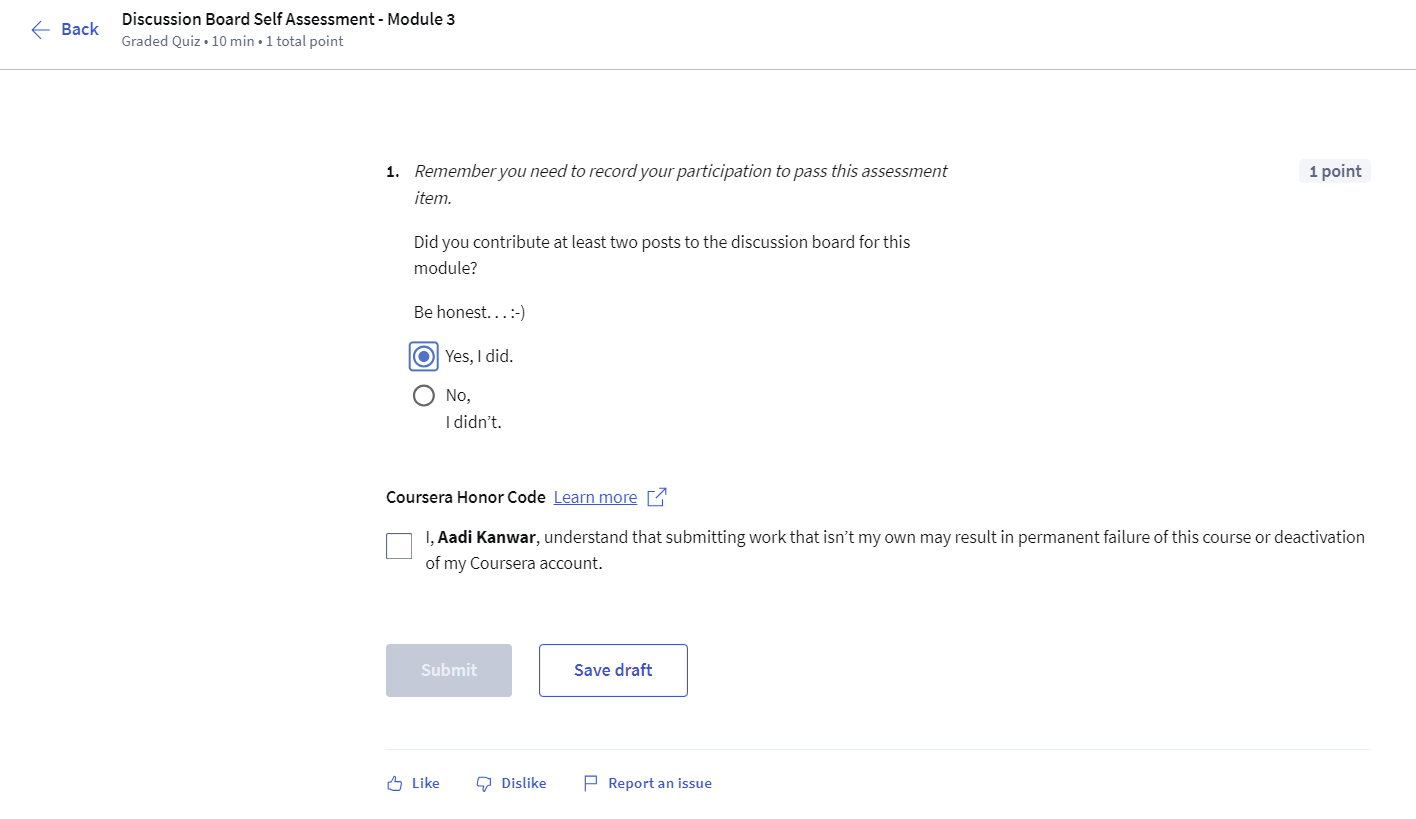 Back
Discussion Board Self Assessment - Module 3
Graded Quiz • 10 min • 1 total point
1. Remember you need to record your participation to pass this assessment
item.
1 point
Did you contribute at least two posts to the discussion board for this
module?
Be honest. . . :-)
Yes, I did.
No,
I didn’t.
Coursera Honor Code Learn more
I, Aadi Kanwar, understand that submitting work that isn’t my own may result in permanent failure of this course or deactivation
of my Coursera account.
Submit
Save draft
Like
Dislike
Report an issue